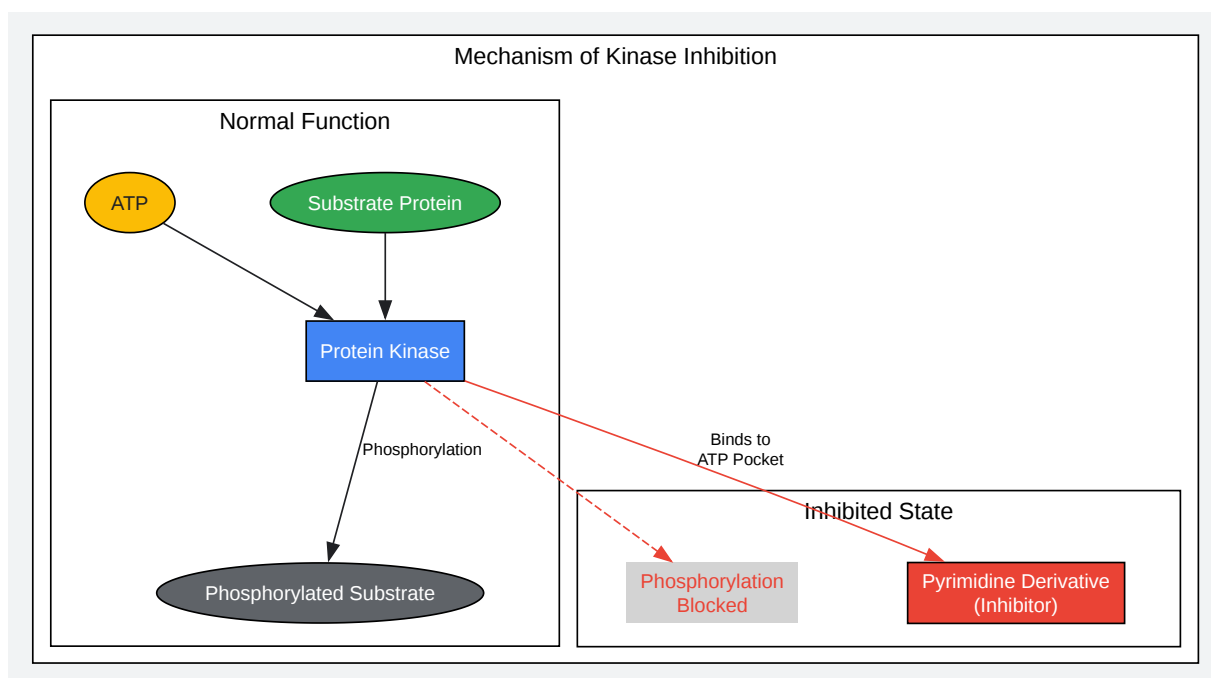 Mechanism of Kinase Inhibition
Normal Function
ATP
Substrate Protein
Protein Kinase
Phosphorylation
Binds to
ATP Pocket
Inhibited State
Phosphorylated Substrate
Phosphorylation
Blocked
Pyrimidine Derivative
(Inhibitor)